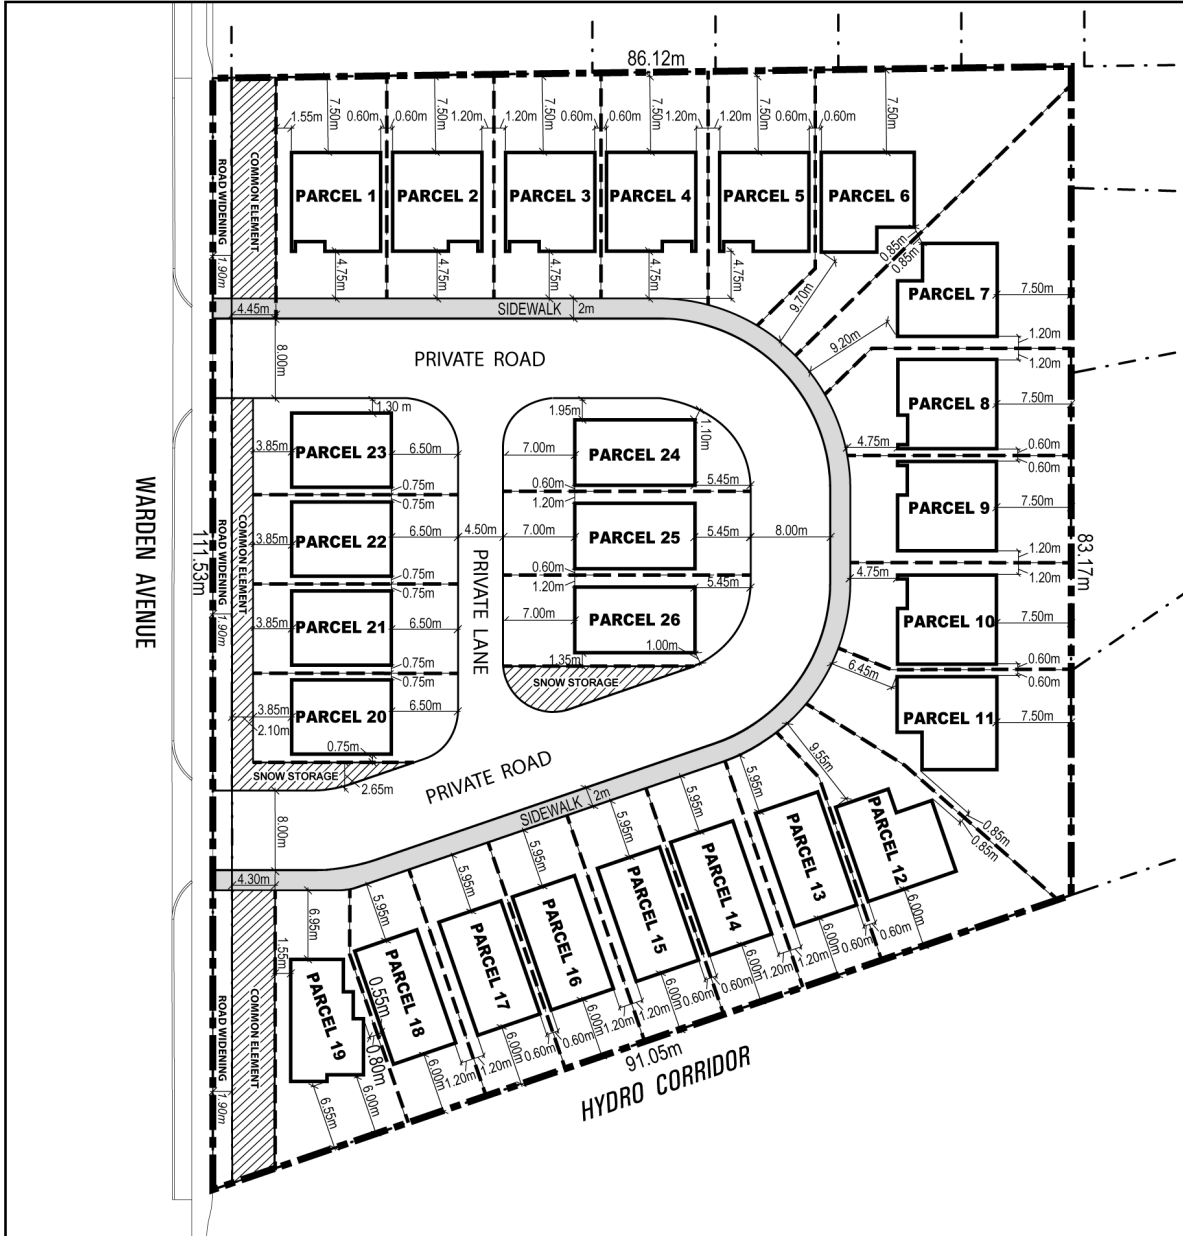 86.12m
7.50m
7.50m
7.50m
7.50m
7.50m
7.50m
1.55m
0.60m
0.60m
1.20m
1.20m
0.60m
0.60m
1.20m
1.20m
0.60m
0.60m
ROAD WIDENING
COMMON ELEMENT
PARCEL 1
PARCEL 2
PARCEL 3
PARCEL 4
PARCEL 5
PARCEL 6
1.90m
4.75m
4.75m
4.75m
4.75m
4.75m
0.85m
0.85m
9.70m
PARCEL 7
7.50m
4.45m
SIDEWALK
2m
9.20m
1.20m
1.20m
8.00m
PRIVATE ROAD
1.30 m
1.95m
1.10m
PARCEL 8
7.50m
3.85m
PARCEL 23
6.50m
7.00m
PARCEL 24
4.75m
0.60m
0.60m
0.75m
0.75m
0.60m
1.20m
5.45m
PARCEL 9
7.50m
WARDEN AVENUE
111.53m
ROAD WIDENING
COMMON ELEMENT
3.85m
PARCEL 22
6.50m
4.50m
7.00m
PARCEL 25
5.45m
8.00m
83.17m
1.20m
1.20m
0.75m
0.75m
PRIVATE LANE
0.60m
1.20m
5.45m
4.75m
1.90m
3.85m
PARCEL 21
6.50m
7.00m
PARCEL 26
PARCEL 10
7.50m
0.75m
0.75m
1.35m
1.00m
6.45m
0.60m
0.60m
SNOW STORAGE
3.85m
2.10m
PARCEL 20
6.50m
PARCEL 11
7.50m
0.75m
SNOW STORAGE
2.65m
PRIVATE ROAD
9.55m
8.00m
SIDEWALK
2m
5.95m
5.95m
5.95m
5.95m
5.95m
5.95m
PARCEL 12
0.85m
0.85m
4.30m
PARCEL 13
PARCEL 14
PARCEL 15
PARCEL 16
PARCEL 17
PARCEL 18
PARCEL 19
6.95m
1.55m
0.55m
0.80m
ROAD WIDENING
COMMON ELEMENT
1.90m
6.55m
6.00m
6.00m
1.20m
1.20m
6.00m
0.60m
0.60m
6.00m
1.20m
1.20m
6.00m
0.60m
0.60m
6.00m
1.20m
1.20m
6.00m
0.60m
0.60m
6.00m
91.05m
HYDRO CORRIDOR